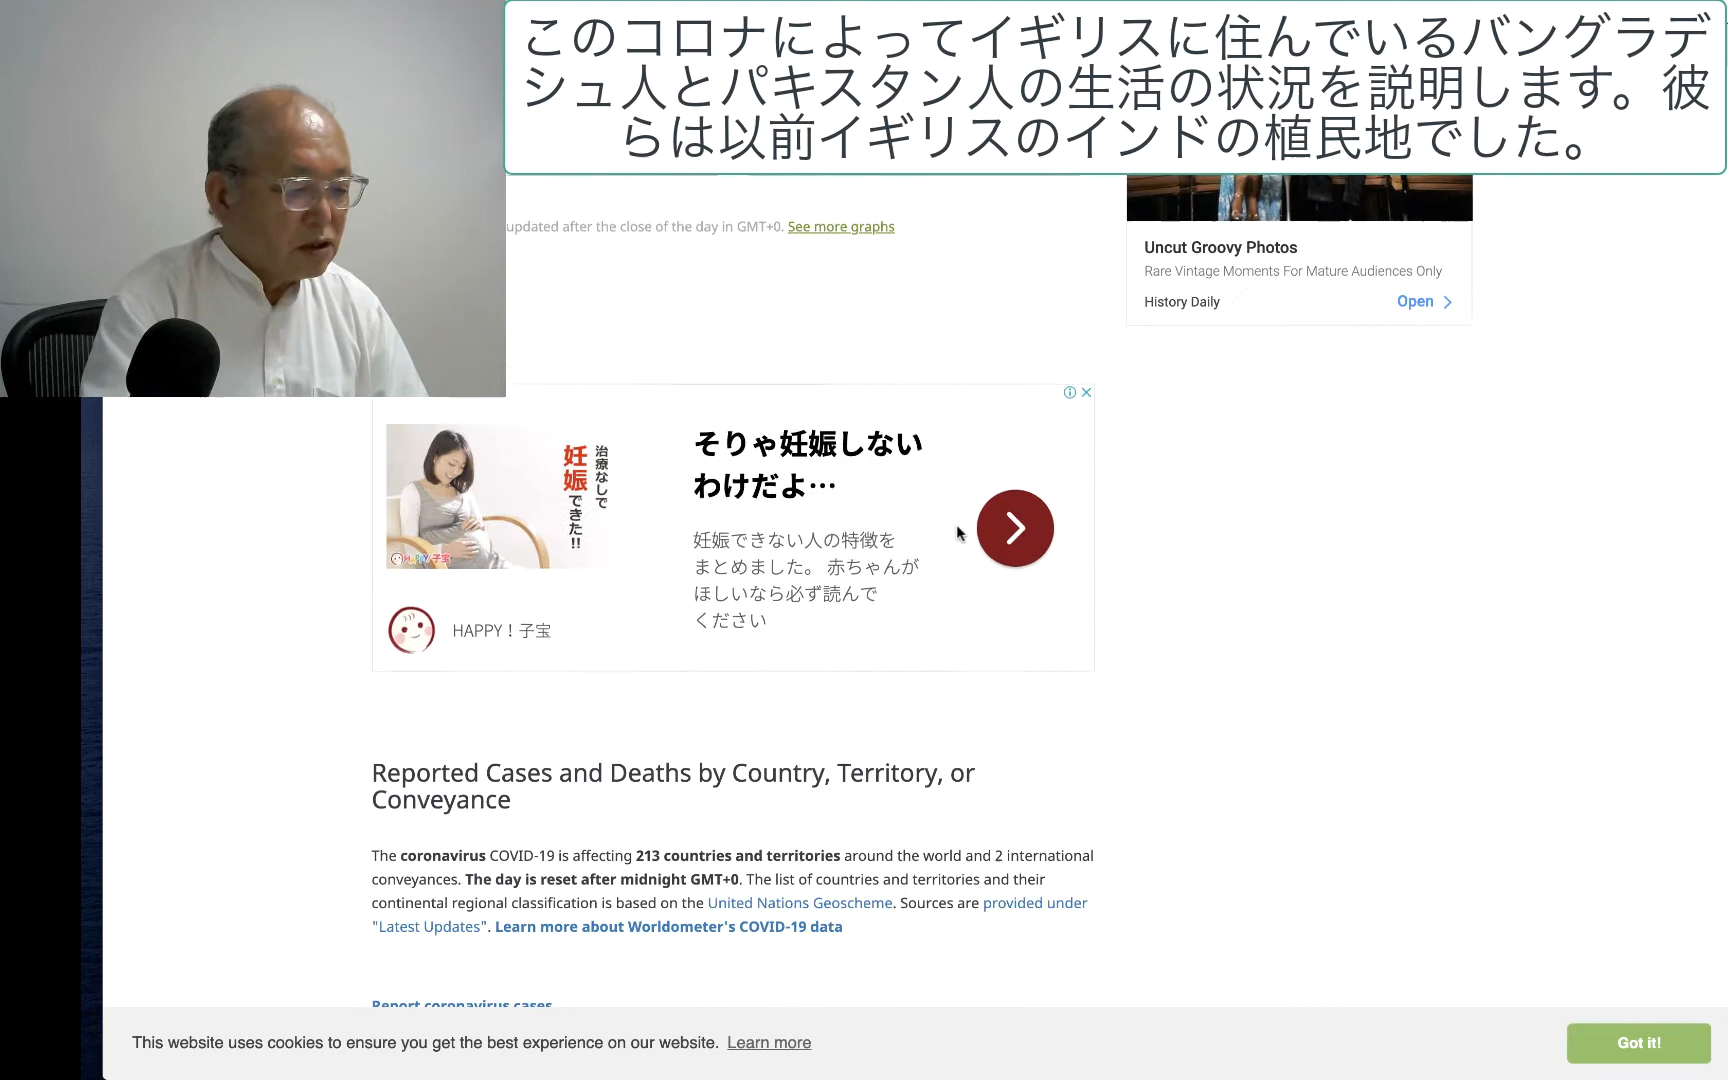 このコロナによってイギリスに住んでいるバングラデ
シュ人とパキスタン人の生活の状況を説明します。彼
らは以前イギリスのインドの植民地でした。
updated after the close of the day in GMT+0. See more graphs
Uncut Groovy Photos
Rare Vintage Moments For Mature Audiences Only
History Daily
Open
治療なしで
妊娠できた!!
HAPPY!子宝
そりゃ妊娠しない
わけだよ…
妊娠できない人の特徴を
まとめました。 赤ちゃんが
ほしいなら必ず読んで
ください
HAPPY！子宝
Reported Cases and Deaths by Country, Territory, or
Conveyance
The coronavirus COVID-19 is affecting 213 countries and territories around the world and 2 international
conveyances. The day is reset after midnight GMT+0. The list of countries and territories and their
continental regional classification is based on the United Nations Geoscheme. Sources are provided under
"Latest Updates". Learn more about Worldometer's COVID-19 data
Report coronavirus cases
This website uses cookies to ensure you get the best experience on our website. Learn more
Got it!